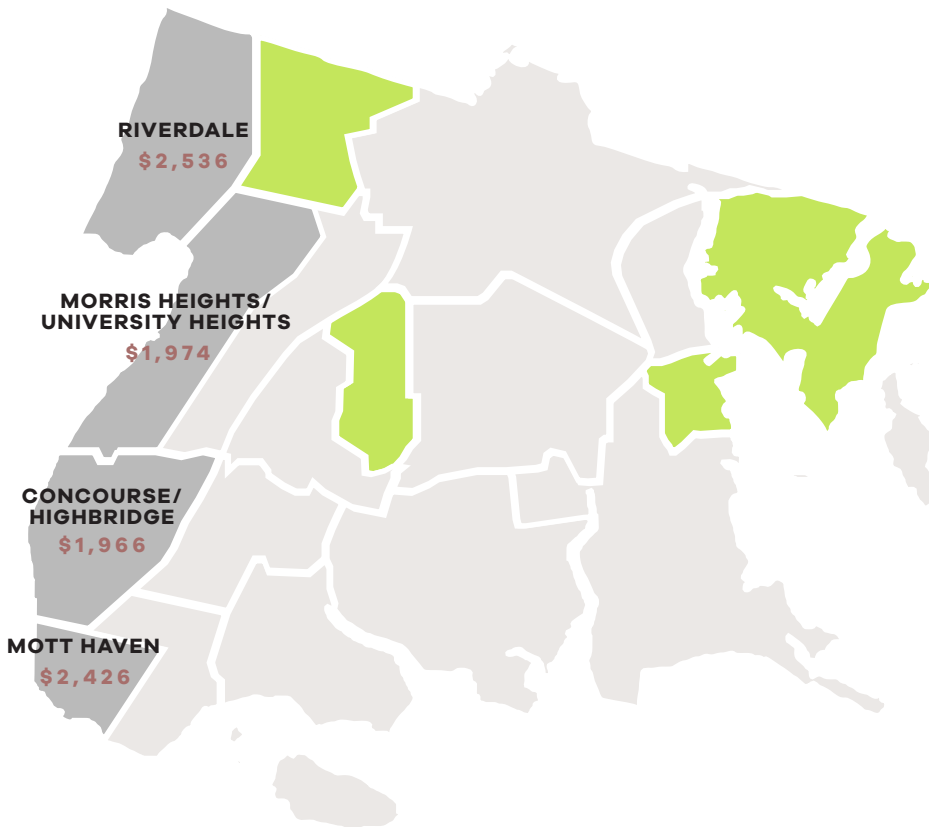 RIVERDALE
$2,536
MORRIS HEIGHTS/
UNIVERSITY HEIGHTS
$1,974
CONCOURSE/
HIGHBRIDGE
$1,966
MOTT HAVEN
$2,426